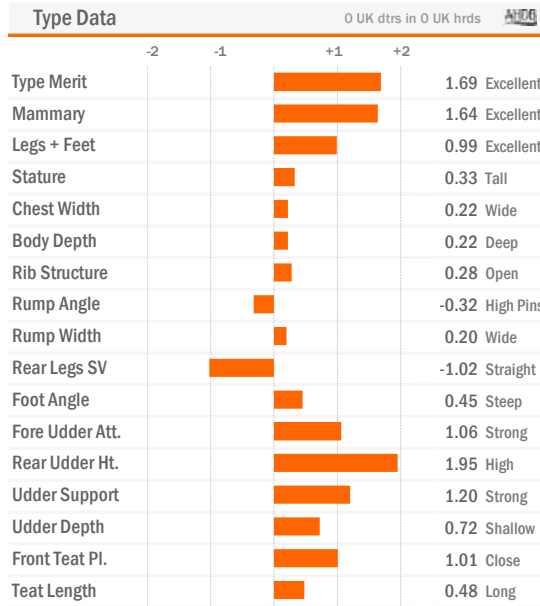 Type Data 0 UK dtrs in 0 UK hrds AHDB
-2 -1 +1 +2
Type Merit 1.69 Excellent
Mammary 1.64 Excellent
Legs + Feet 0.99 Excellent
Stature 0.33 Tall
Chest Width 0.22 Wide
Body Depth 0.22 Deep
Rib Structure 0.28 Open
Rump Angle -0.32 High Pins
Rump Width 0.20 Wide
Rear Legs SV -1.02 Straight
Foot Angle 0.45 Steep
Fore Udder Att. 1.06 Strong
Rear Udder Ht. 1.95 High
Udder Support 1.20 Strong
Udder Depth 0.72 Shallow
Front Teat Pl. 1.01 Close
Teat Length 0.48 Long